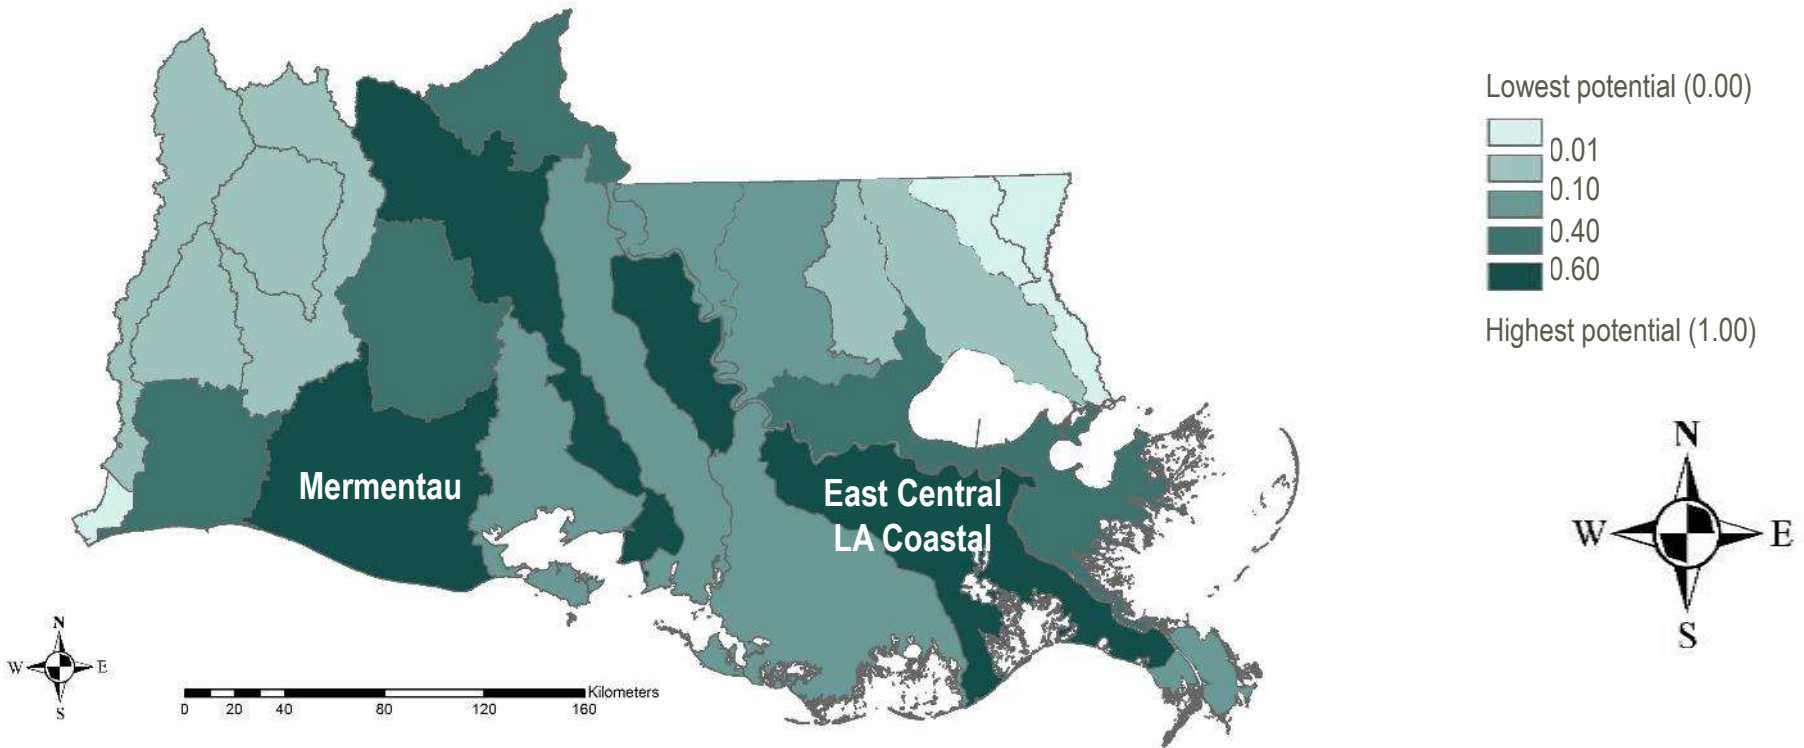 Lowest potential (0.00)
0.01
0.10
0.40
0.60
Highest potential (1.00)
Mermentau
East Central
LA Coastal
N
W E
S
N
W E
S
Kilometers
0 20 40 80 120 160